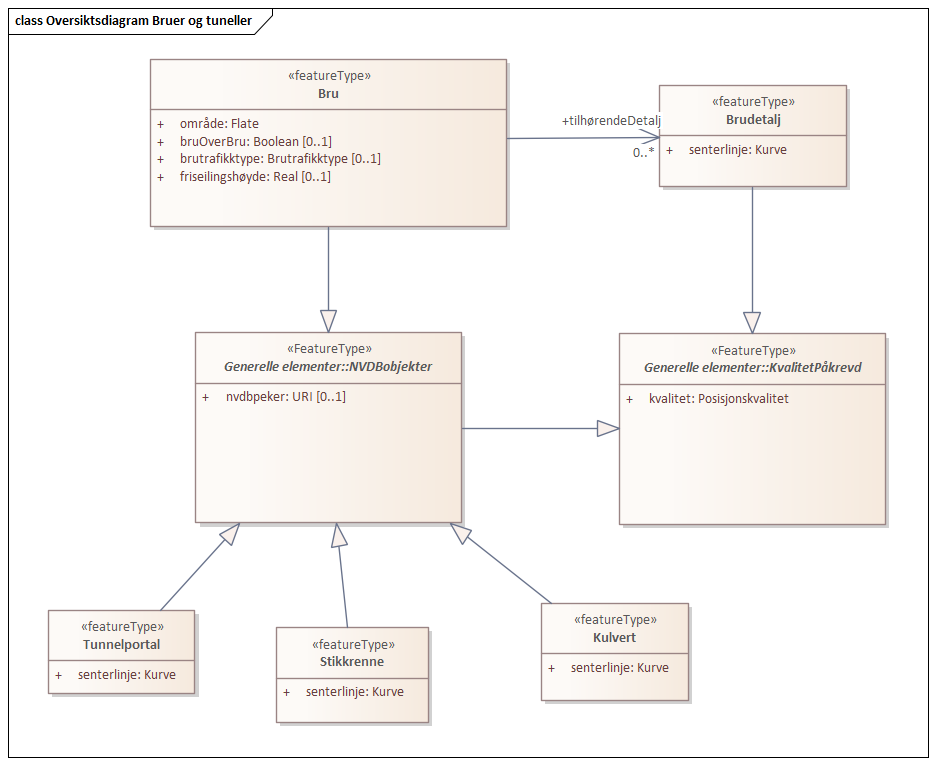 class Oversiktsdiagram Bruer og tuneller
«featureType»
Bru
+ område: Flate
+ bruOverBru: Boolean [0..1]
+ brutrafikktype: Brutrafikktype [0..1]
+ friseilingshøyde: Real [0..1]
+tilhørendeDetalj
0..*
«featureType»
Brudetalj
+ senterlinje: Kurve
«FeatureType»
Generelle elementer::NVDBobjekter
+ nvdbpeker: URI [0..1]
«FeatureType»
Generelle elementer::KvalitetPåkrevd
+ kvalitet: Posisjonskvalitet
«featureType»
Tunnelportal
+ senterlinje: Kurve
«featureType»
Stikkrenne
+ senterlinje: Kurve
«featureType»
Kulvert
+ senterlinje: Kurve